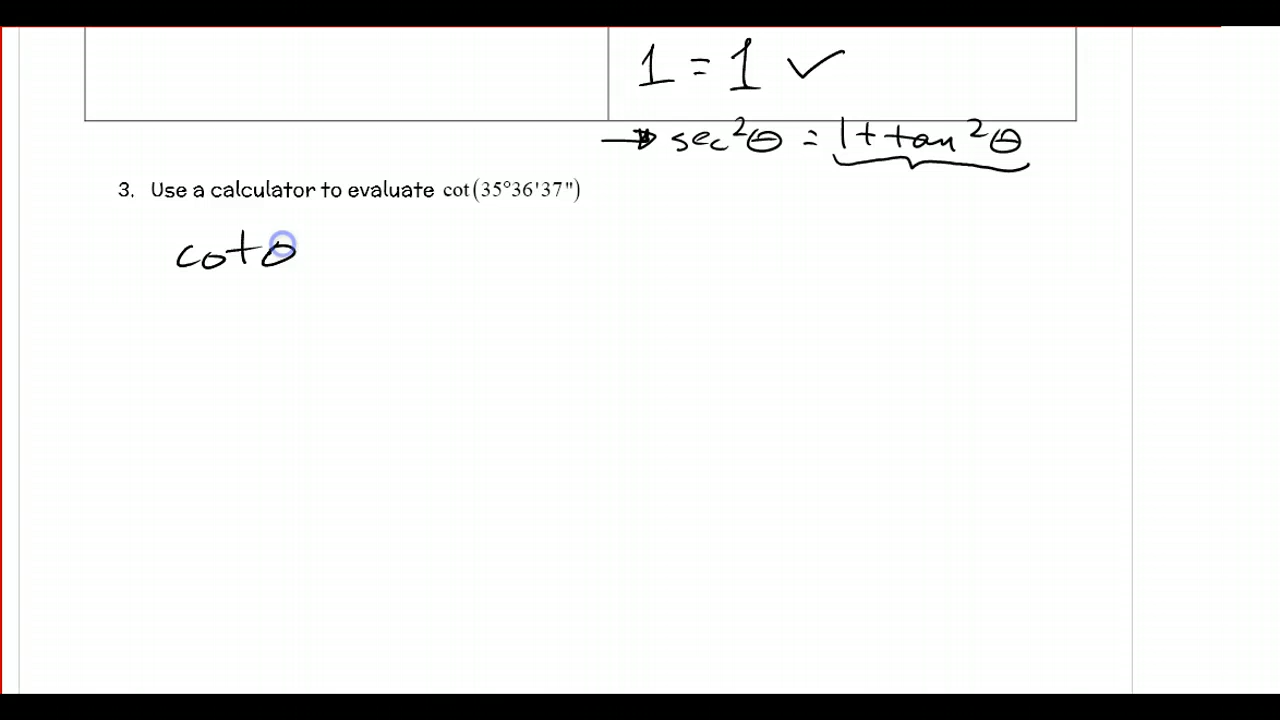 1 = 1 ✓
→ sec²θ = 1 + tan²θ
3. Use a calculator to evaluate cot(35°36'37")
cotθ